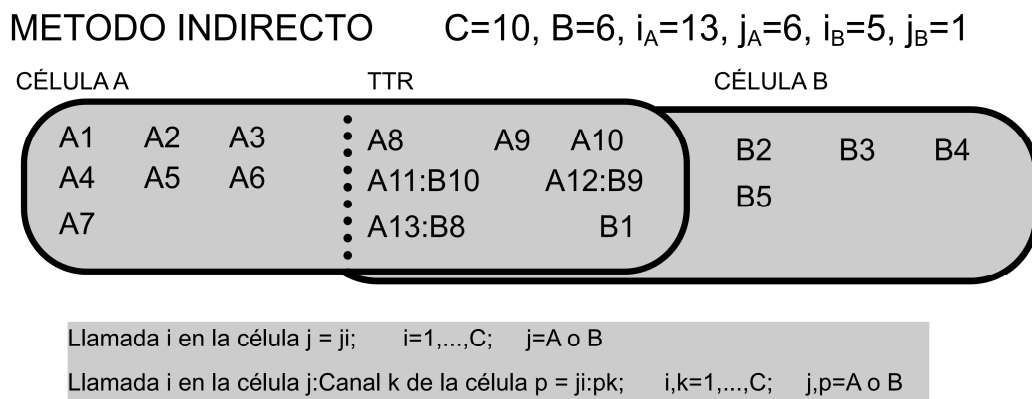 METODO INDIRECTO C=10, B=6, iA=13, jA=6, iB=5, jB=1
CÉLULA A TTR CÉLULA B
A1 A2 A3 A8 A9 A10 B2 B3 B4
A4 A5 A6 A11:B10 A12:B9 B5
A7 A13:B8 B1
Llamada i en la célula j = ji; i=1,...,C; j=A o B
Llamada i en la célula j:Canal k de la célula p = ji:pk; i,k=1,...,C; j,p=A o B